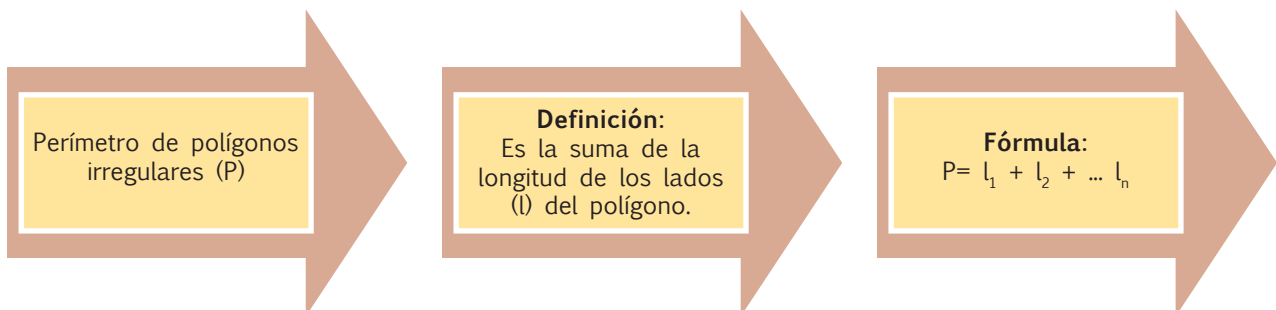 Perímetro de polígonos
irregulares (P)
Definición:
Es la suma de la
longitud de los lados
(l) del polígono.
Fórmula:
P= l₁ + l₂ + … lₙ